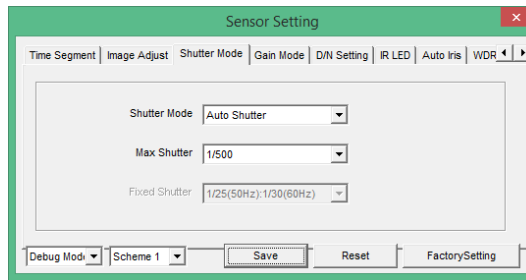 Sensor Setting
Time Segment Image Adjust Shutter Mode Gain Mode D/N Setting IR LED Auto Iris WDR
Shutter Mode Auto Shutter
Max Shutter 1/500
Fixed Shutter 1/25(50Hz):1/30(60Hz)
Debug Mod Scheme 1 Save Reset FactorySetting